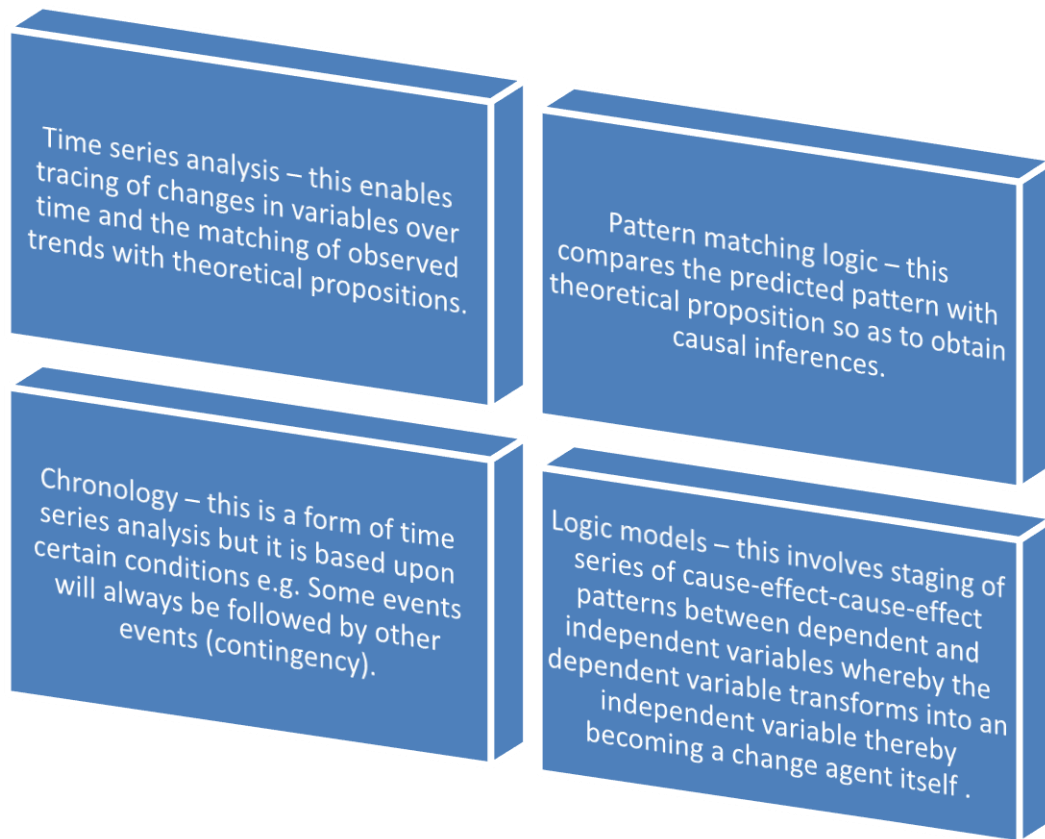 Time series analysis – this enables
tracing of changes in variables over
time and the matching of observed
trends with theoretical propositions.
Pattern matching logic – this
compares the predicted pattern with
theoretical proposition so as to obtain
causal inferences.
Chronology – this is a form of time
series analysis but it is based upon
certain conditions e.g. Some events
will always be followed by other
events (contingency).
Logic models – this involves staging of
series of cause-effect-cause-effect
patterns between dependent and
independent variables whereby the
dependent variable transforms into an
independent variable thereby
becoming a change agent itself .